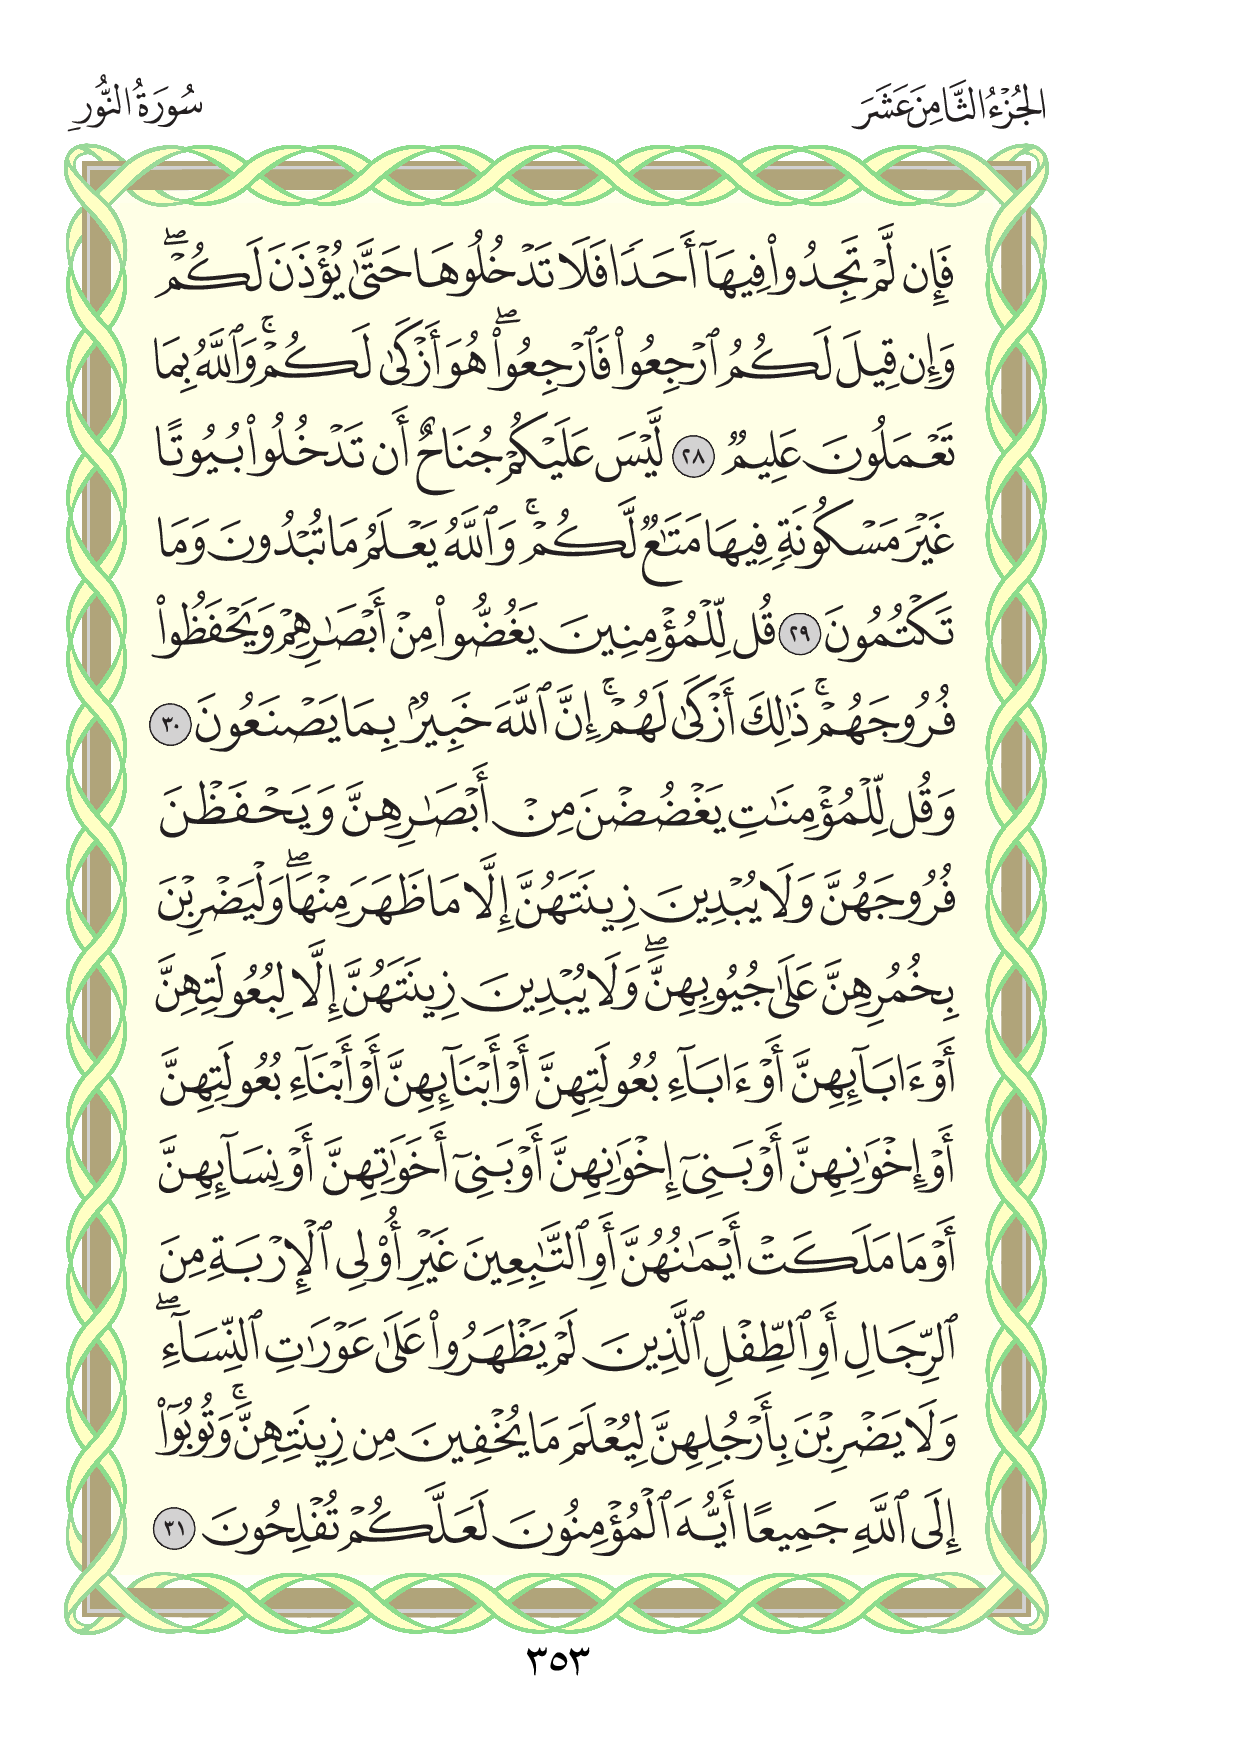 الجُزْءُ الثَّامِنَ عَشَرَ
سُورَةُ النُّورِ
فَإِن لَّمْ تَجِدُواْ فِيهَآ أَحَدٗا فَلَا تَدۡخُلُوهَا حَتَّىٰ يُؤۡذَنَ لَكُمۡۖ
وَإِن قِيلَ لَكُمُ ٱرۡجِعُواْ فَٱرۡجِعُواْۖ هُوَ أَزۡكَىٰ لَكُمۡۚ وَٱللَّهُ بِمَا
تَعۡمَلُونَ عَلِيمٞ ٢٨ لَّيۡسَ عَلَيۡكُمۡ جُنَاحٌ أَن تَدۡخُلُواْ بُيُوتًا
غَيۡرَ مَسۡكُونَةٖ فِيهَا مَتَٰعٞ لَّكُمۡۚ وَٱللَّهُ يَعۡلَمُ مَا تُبۡدُونَ وَمَا
تَكۡتُمُونَ ٢٩ قُل لِّلۡمُؤۡمِنِينَ يَغُضُّواْ مِنۡ أَبۡصَٰرِهِمۡ وَيَحۡفَظُواْ
فُرُوجَهُمۡۚ ذَٰلِكَ أَزۡكَىٰ لَهُمۡۚ إِنَّ ٱللَّهَ خَبِيرُۢ بِمَا يَصۡنَعُونَ ٣٠
وَقُل لِّلۡمُؤۡمِنَٰتِ يَغۡضُضۡنَ مِنۡ أَبۡصَٰرِهِنَّ وَيَحۡفَظۡنَ
فُرُوجَهُنَّ وَلَا يُبۡدِينَ زِينَتَهُنَّ إِلَّا مَا ظَهَرَ مِنۡهَاۖ وَلۡيَضۡرِبۡنَ
بِخُمُرِهِنَّ عَلَىٰ جُيُوبِهِنَّۖ وَلَا يُبۡدِينَ زِينَتَهُنَّ إِلَّا لِبُعُولَتِهِنَّ
أَوۡ ءَابَآئِهِنَّ أَوۡ ءَابَآءِ بُعُولَتِهِنَّ أَوۡ أَبۡنَآئِهِنَّ أَوۡ أَبۡنَآءِ بُعُولَتِهِنَّ
أَوۡ إِخۡوَٰنِهِنَّ أَوۡ بَنِيٓ إِخۡوَٰنِهِنَّ أَوۡ بَنِيٓ أَخَوَٰتِهِنَّ أَوۡ نِسَآئِهِنَّ
أَوۡ مَا مَلَكَتۡ أَيۡمَٰنُهُنَّ أَوِ ٱلتَّٰبِعِينَ غَيۡرِ أُوْلِي ٱلۡإِرۡبَةِ مِنَ
ٱلرِّجَالِ أَوِ ٱلطِّفۡلِ ٱلَّذِينَ لَمۡ يَظۡهَرُواْ عَلَىٰ عَوۡرَٰتِ ٱلنِّسَآءِۖ
وَلَا يَضۡرِبۡنَ بِأَرۡجُلِهِنَّ لِيُعۡلَمَ مَا يُخۡفِينَ مِن زِينَتِهِنَّۚ وَتُوبُوٓاْ
إِلَى ٱللَّهِ جَمِيعًا أَيُّهَ ٱلۡمُؤۡمِنُونَ لَعَلَّكُمۡ تُفۡلِحُونَ ٣١
٣٥٣